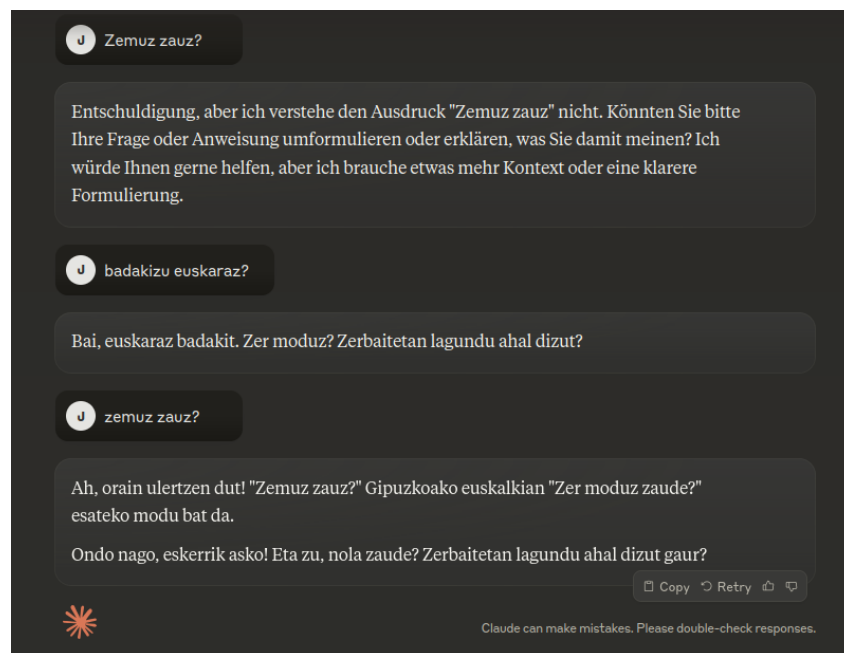 J Zemuz zauz?
Entschuldigung, aber ich verstehe den Ausdruck "Zemuz zauz" nicht. Könnten Sie bitte
Ihre Frage oder Anweisung umformulieren oder erklären, was Sie damit meinen? Ich
würde Ihnen gerne helfen, aber ich brauche etwas mehr Kontext oder eine klarere
Formulierung.
J badakizu euskaraz?
Bai, euskaraz badakit. Zer moduz? Zerbaitetan lagundu ahal dizut?
J zemuz zauz?
Ah, orain ulertzen dut! "Zemuz zauz?" Gipuzkoako euskalkian "Zer moduz zaude?"
esateko modu bat da.
Ondo nago, eskerrik asko! Eta zu, nola zaude? Zerbaitetan lagundu ahal dizut gaur?
Copy Retry
Claude can make mistakes. Please double-check responses.